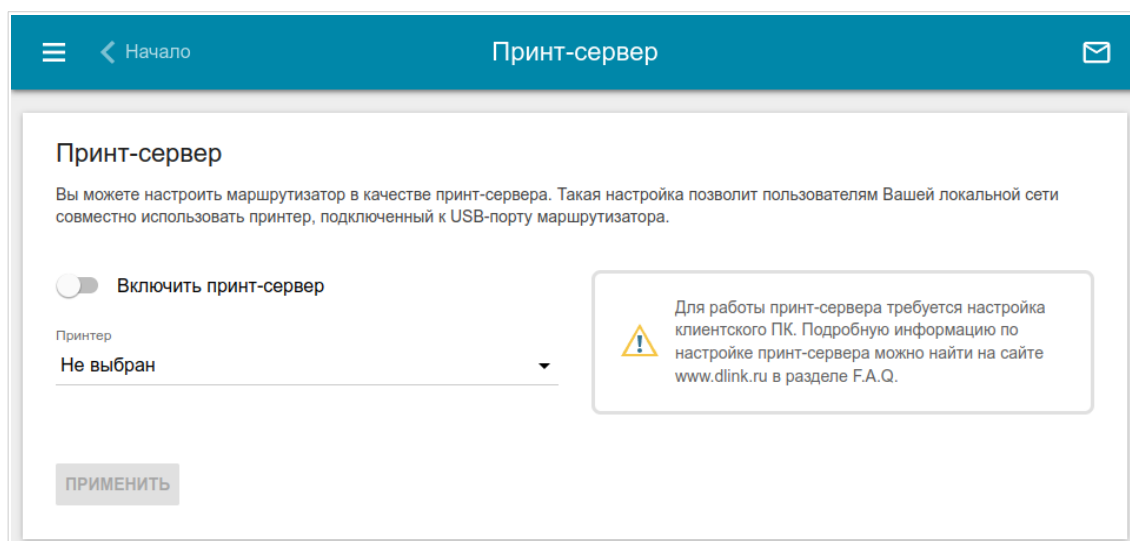 Начало
Принт-сервер
Принт-сервер
Вы можете настроить маршрутизатор в качестве принт-сервера. Такая настройка позволит пользователям Вашей локальной сети
совместно использовать принтер, подключенный к USB-порту маршрутизатора.
Включить принт-сервер
Принтер
Не выбран
Для работы принт-сервера требуется настройка
клиентского ПК. Подробную информацию по
настройке принт-сервера можно найти на сайте
www.dlink.ru в разделе F.A.Q.
ПРИМЕНИТЬ